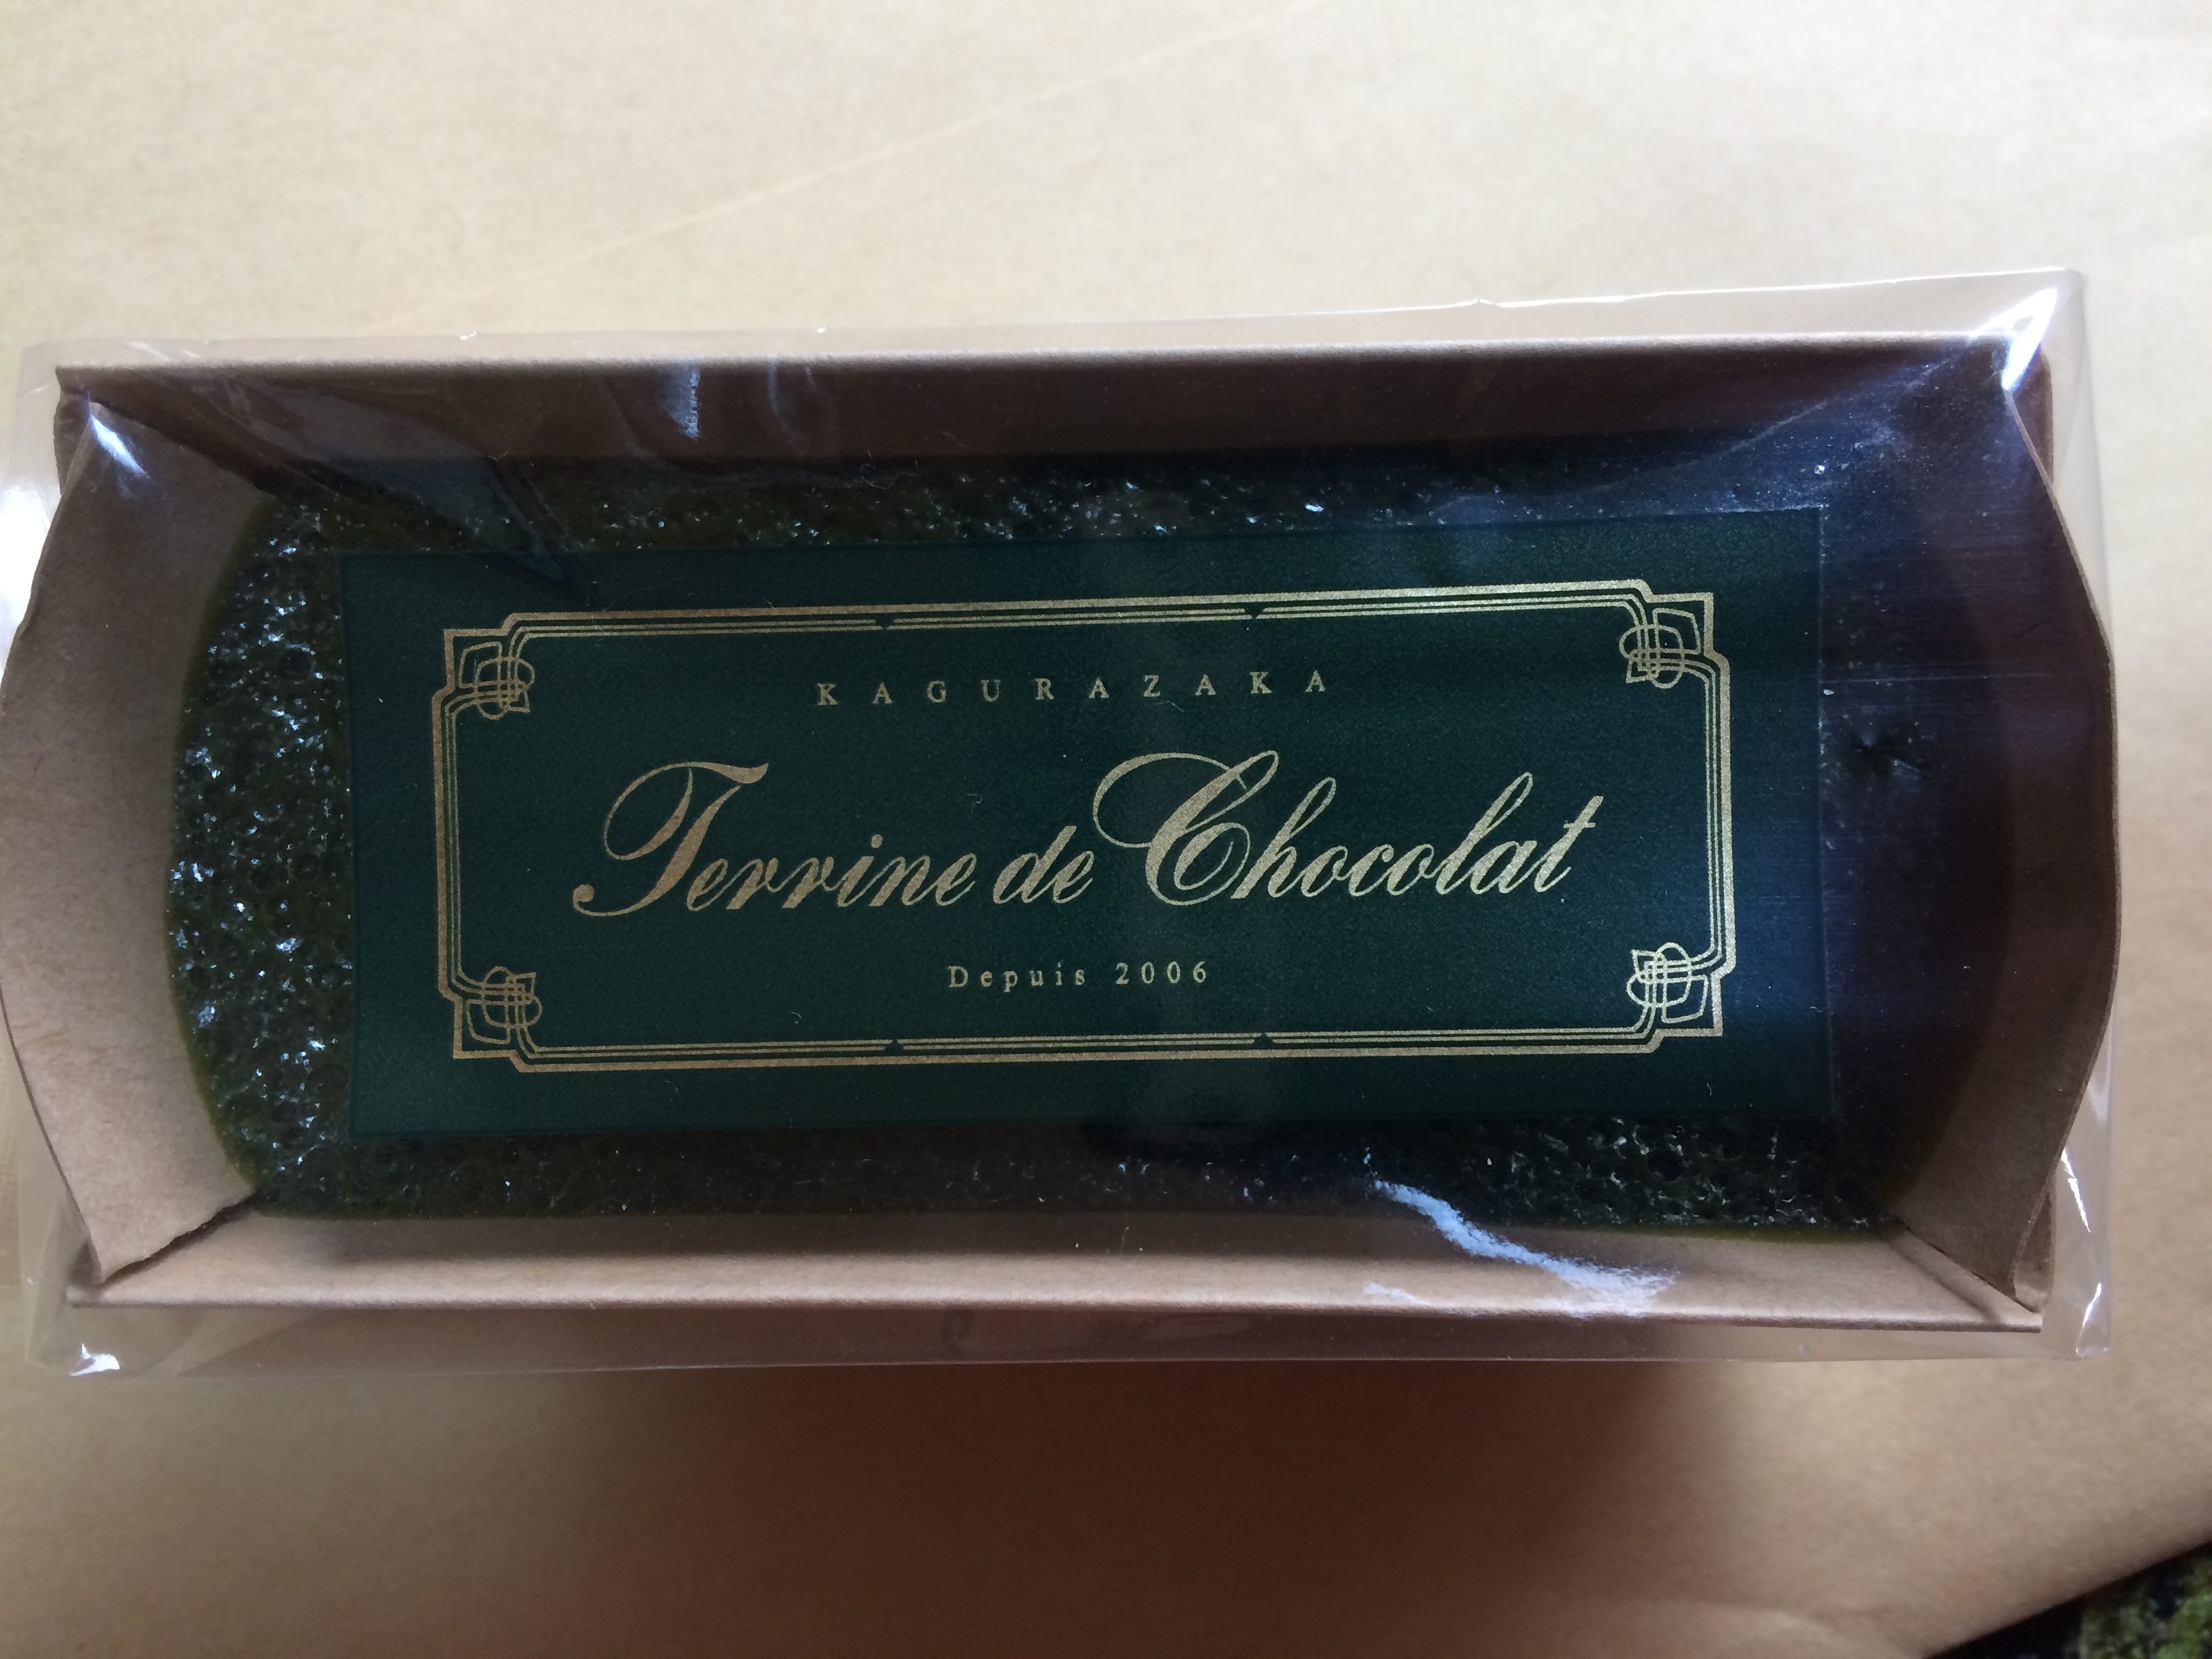 KAGURAZAKA
Terrine de Chocolat
Depuis 2006